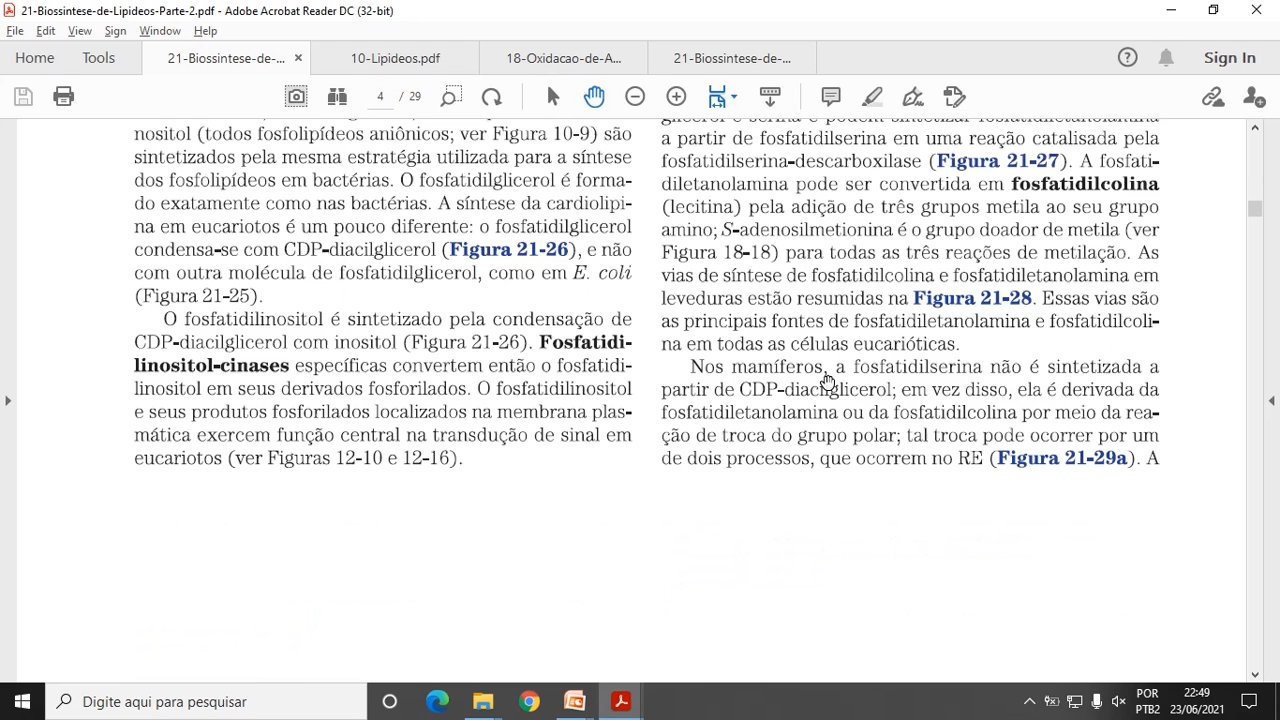 21-Biossintese-de-Lipideos-Parte-2.pdf - Adobe Acrobat Reader DC (32-bit)
File Edit View Sign Window Help
Home Tools 21-Biossintese-de-... × 10-Lipideos.pdf 18-Oxidacao-de-A... 21-Biossintese-de-... Sign In
4 / 29
nositol (todos fosfolipídeos aniônicos; ver Figura 10-9) são
sintetizados pela mesma estratégia utilizada para a síntese
dos fosfolipídeos em bactérias. O fosfatidilglicerol é forma-
do exatamente como nas bactérias. A síntese da cardiolipi-
na em eucariotos é um pouco diferente: o fosfatidilglicerol
condensa-se com CDP-diacilglicerol (Figura 21-26), e não
com outra molécula de fosfatidilglicerol, como em E. coli
(Figura 21-25).
O fosfatidilinositol é sintetizado pela condensação de
CDP-diacilglicerol com inositol (Figura 21-26). Fosfatidi-
linositol-cinases específicas convertem então o fosfatidi-
linositol em seus derivados fosforilados. O fosfatidilinositol
e seus produtos fosforilados localizados na membrana plas-
mática exercem função central na transdução de sinal em
eucariotos (ver Figuras 12-10 e 12-16).
glicerol e serina e podem sintetizar fosfatidiletanolamina
a partir de fosfatidilserina em uma reação catalisada pela
fosfatidilserina-descarboxilase (Figura 21-27). A fosfati-
diletanolamina pode ser convertida em fosfatidilcolina
(lecitina) pela adição de três grupos metila ao seu grupo
amino; S-adenosilmetionina é o grupo doador de metila (ver
Figura 18-18) para todas as três reações de metilação. As
vias de síntese de fosfatidilcolina e fosfatidiletanolamina em
leveduras estão resumidas na Figura 21-28. Essas vias são
as principais fontes de fosfatidiletanolamina e fosfatidilcoli-
na em todas as células eucarióticas.
Nos mamíferos, a fosfatidilserina não é sintetizada a
partir de CDP-diacilglicerol; em vez disso, ela é derivada da
fosfatidiletanolamina ou da fosfatidilcolina por meio da rea-
ção de troca do grupo polar; tal troca pode ocorrer por um
de dois processos, que ocorrem no RE (Figura 21-29a). A
Digite aqui para pesquisar
POR
PTB2
22:49
23/06/2021